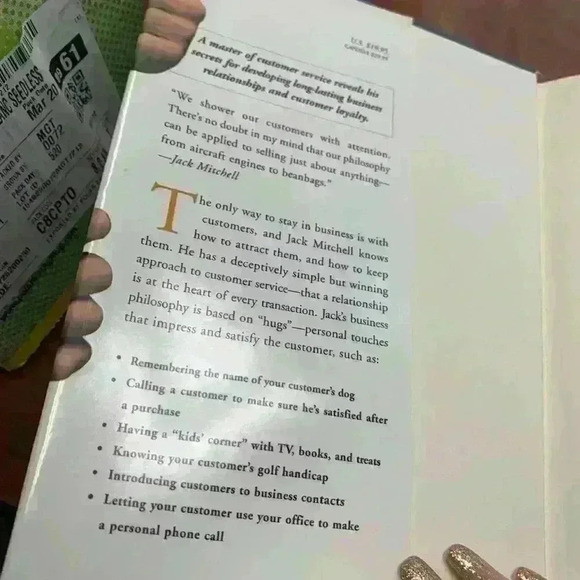 SEEDLESS
Mar 20
61
MOT
0072
500
C8CPTO
A master of customer service reveals his
secrets for developing long-lasting business
relationships and customer loyalty.
"We shower our customers with attention.
There's no doubt in my mind that our philosophy
can be applied to selling just about anything—
from aircraft engines to beanbags."
—Jack Mitchell
The only way to stay in business is with
customers, and Jack Mitchell knows
how to attract them, and how to keep
them. He has a deceptively simple but winning
approach to customer service—that a relationship
is at the heart of every transaction. Jack's business
philosophy is based on "hugs"—personal touches
that impress and satisfy the customer, such as:
• Remembering the name of your customer's dog
• Calling a customer to make sure he's satisfied after
a purchase
• Having a "kids' corner" with TV, books, and treats
• Knowing your customer's golf handicap
• Introducing customers to business contacts
• Letting your customer use your office to make
a personal phone call